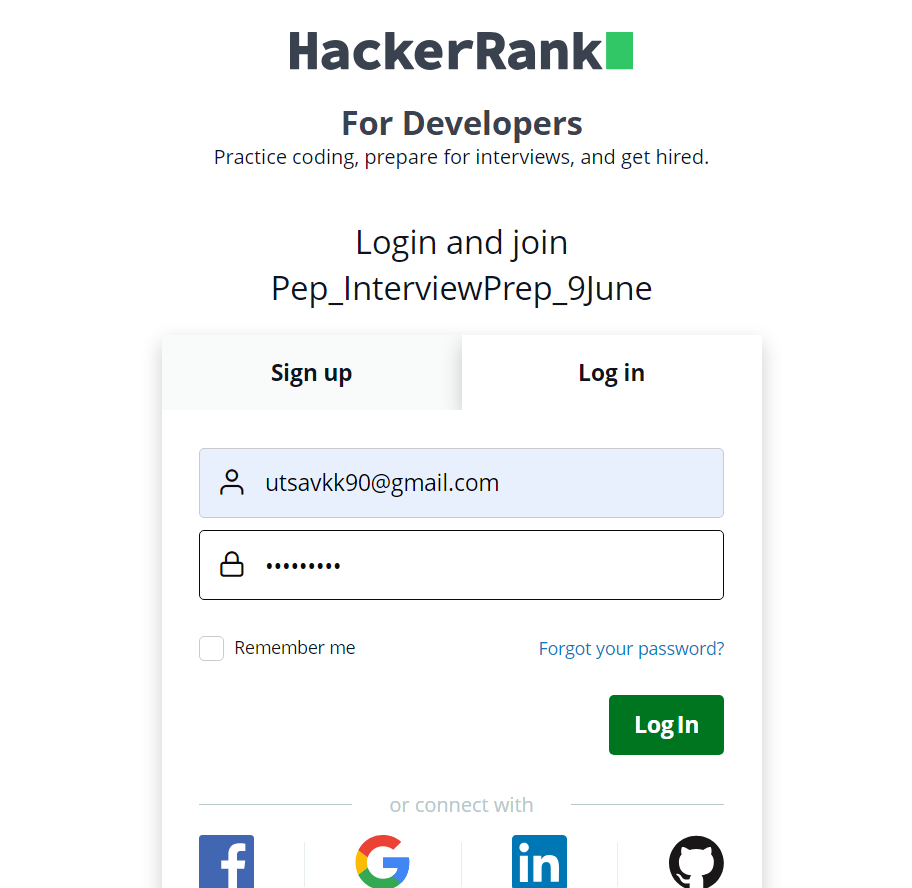 HackerRank
For Developers
Practice coding, prepare for interviews, and get hired.
Login and join
Pep_InterviewPrep_9June
Sign up
Log in
utsavkk90@gmail.com
•••••••••
Remember me
Forgot your password?
Log In
or connect with